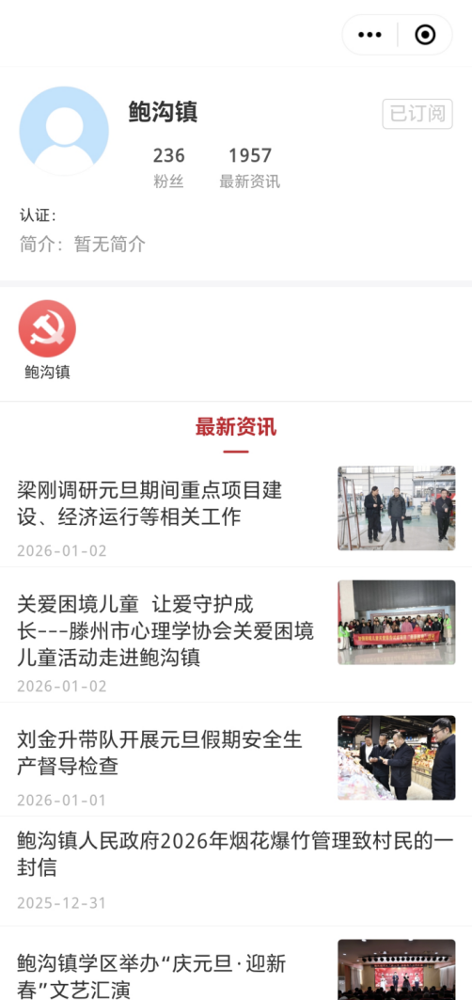 鲍沟镇
已订阅
236
1957
粉丝
最新资讯
认证：
简介：暂无简介
鲍沟镇
最新资讯
梁刚调研元旦期间重点项目建
设、经济运行等相关工作
2026-01-02
关爱困境儿童 让爱守护成
长---滕州市心理学协会关爱困境
儿童活动走进鲍沟镇
2026-01-02
刘金升带队开展元旦假期安全生
产督导检查
2026-01-01
鲍沟镇人民政府2026年烟花爆竹管理致村民的一
封信
2025-12-31
鲍沟镇学区举办“庆元旦·迎新
春”文艺汇演